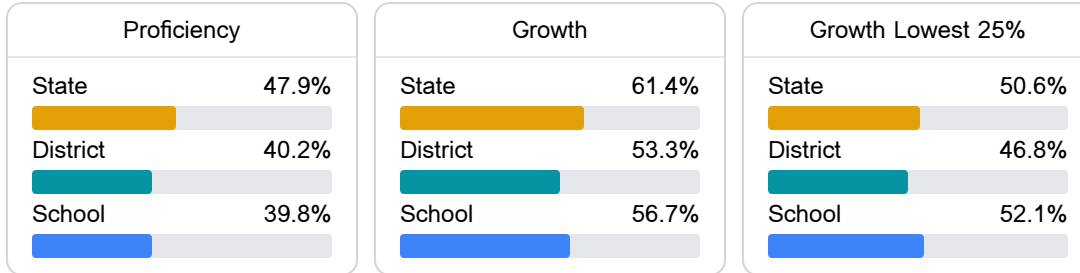 Proficiency
State 47.9%
District 40.2%
School 39.8%
Growth
State 61.4%
District 53.3%
School 56.7%
Growth Lowest 25%
State 50.6%
District 46.8%
School 52.1%